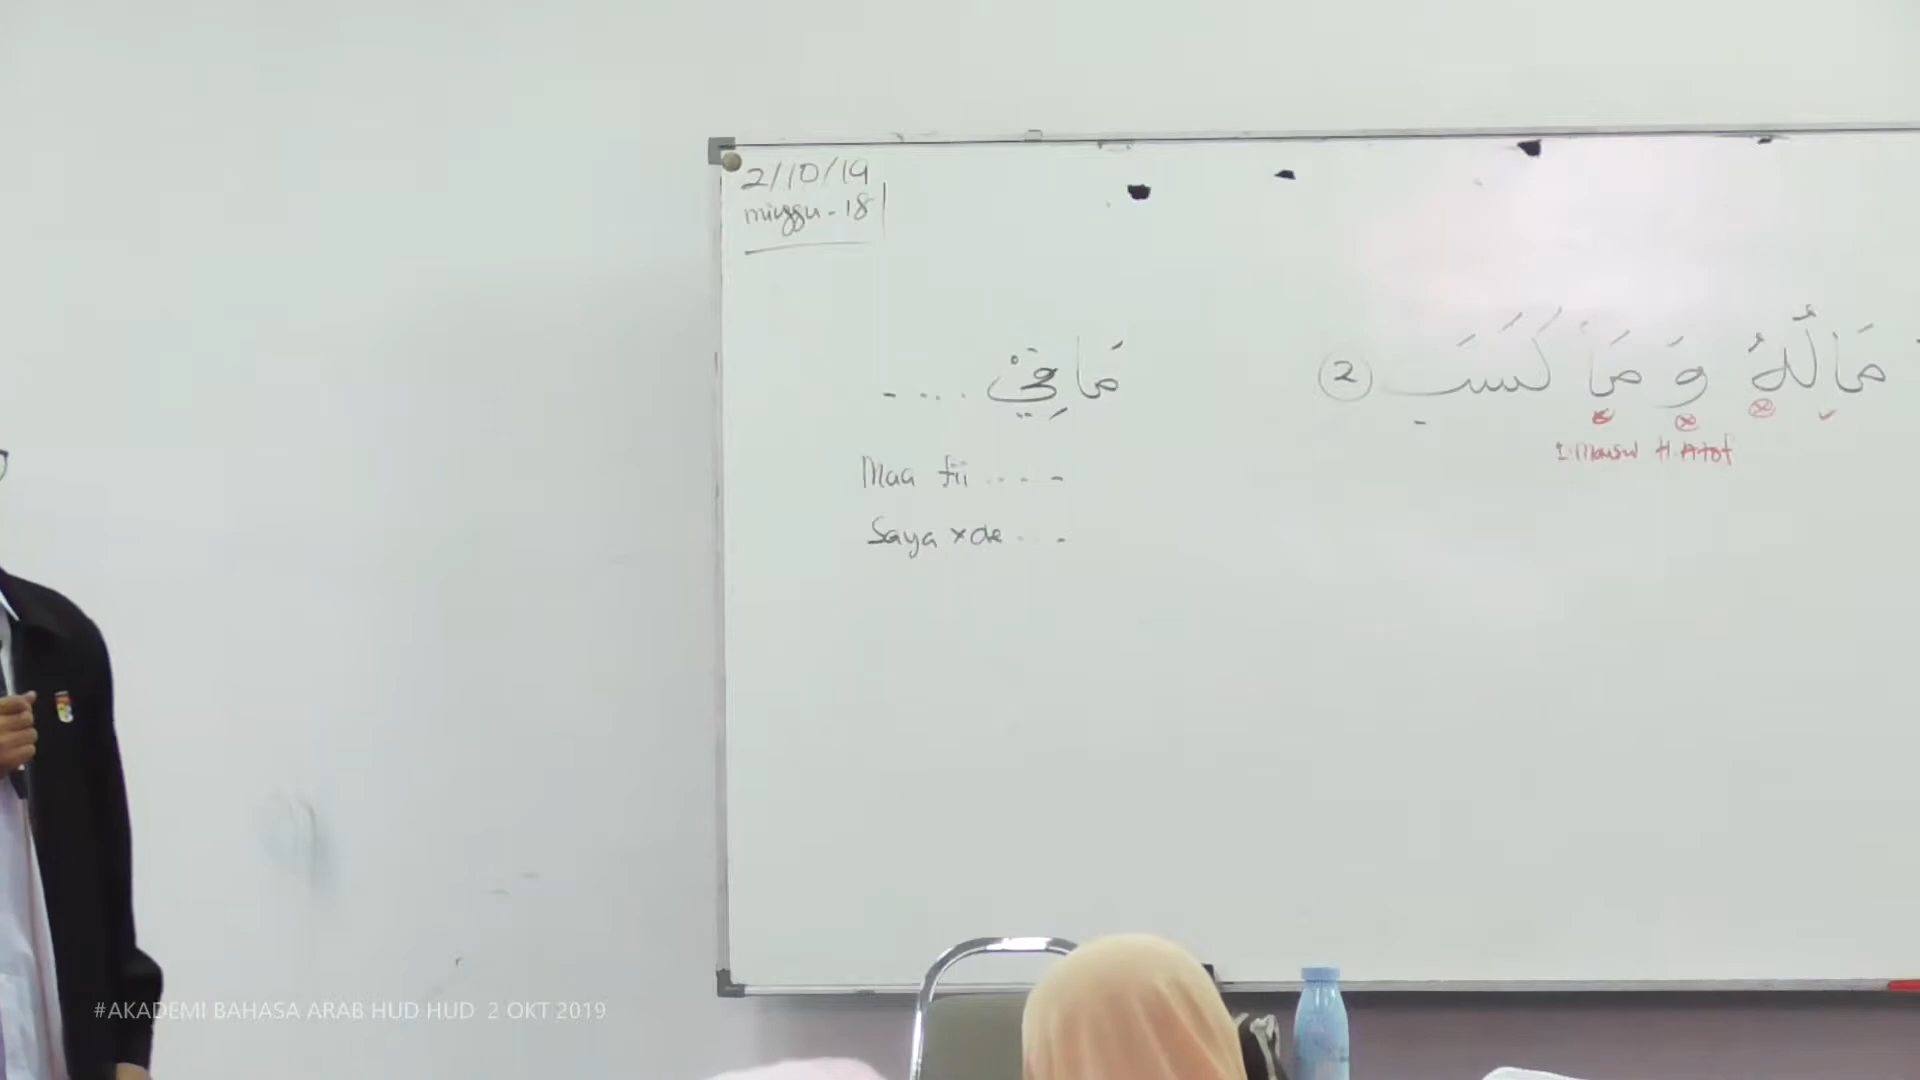 2/10/19
minggu - 18
مَا فِيْ ....
Maa fii ....
Saya xde ...
مَالُهُ وَمَا كَسَبَ ②
I. Mausul H. Atof
#AKADEMI BAHASA ARAB HUD HUD 2 OKT 2019